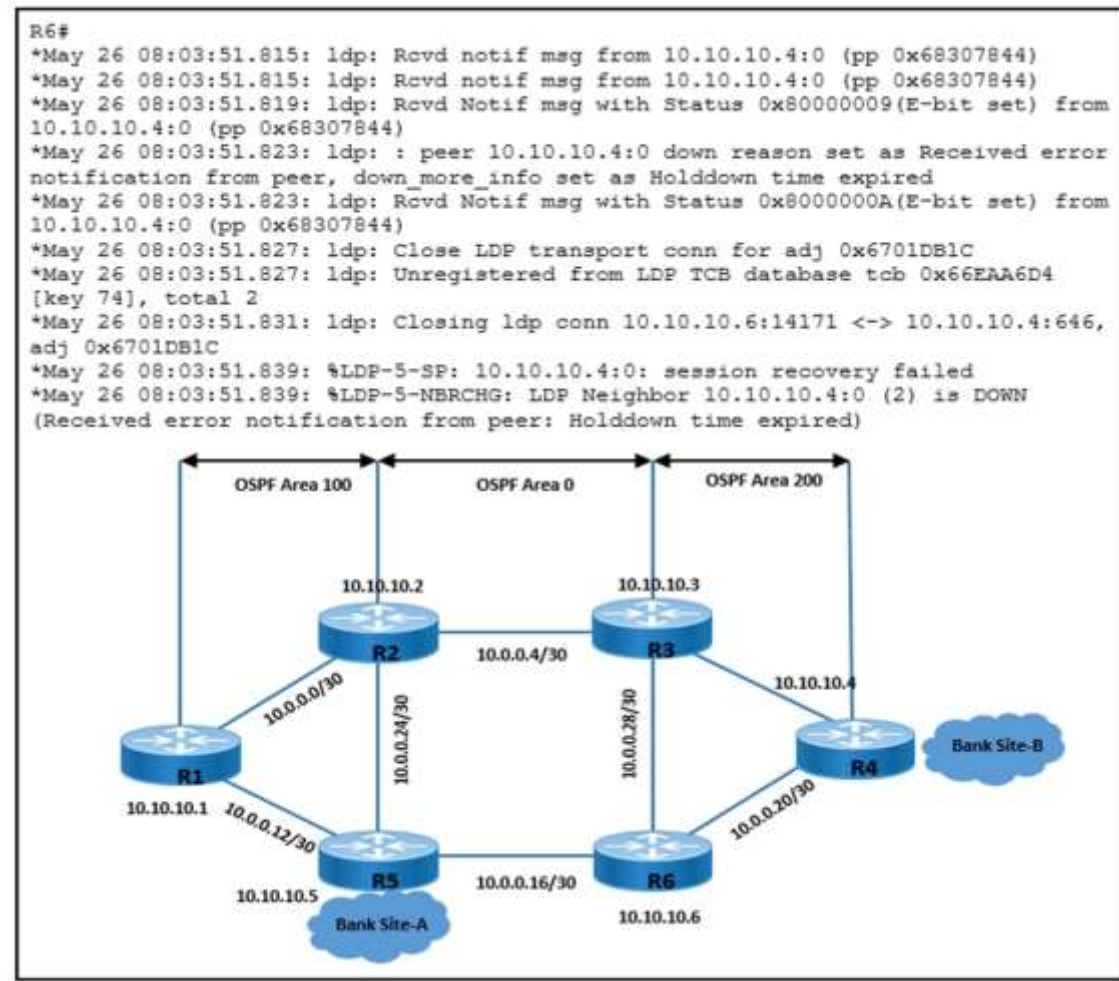 R6#
*May 26 08:03:51.815: ldp: Rcvd notif msg from 10.10.10.4:0 (pp 0x68307844)
*May 26 08:03:51.815: ldp: Rcvd notif msg from 10.10.10.4:0 (pp 0x68307844)
*May 26 08:03:51.819: ldp: Rcvd Notif msg with Status 0x80000009(E-bit set) from
10.10.10.4:0 (pp 0x68307844)
*May 26 08:03:51.823: ldp: : peer 10.10.10.4:0 down reason set as Received error
notification from peer, down_more_info set as Holddown time expired
*May 26 08:03:51.823: ldp: Rcvd Notif msg with Status 0x8000000A(E-bit set) from
10.10.10.4:0 (pp 0x68307844)
*May 26 08:03:51.827: ldp: Close LDP transport conn for adj 0x6701DB1C
*May 26 08:03:51.827: ldp: Unregistered from LDP TCB database tcb 0x66EAA6D4
[key 74], total 2
*May 26 08:03:51.831: ldp: Closing ldp conn 10.10.10.6:14171 <-> 10.10.10.4:646,
adj 0x6701DB1C
*May 26 08:03:51.839: %LDP-5-SP: 10.10.10.4:0: session recovery failed
*May 26 08:03:51.839: %LDP-5-NBRCHG: LDP Neighbor 10.10.10.4:0 (2) is DOWN
(Received error notification from peer: Holddown time expired)
OSPF Area 100
OSPF Area 0
OSPF Area 200
10.10.10.2
10.10.10.3
R2
10.0.0.4/30
R3
10.10.10.4
10.0.0.0/30
10.0.0.24/30
10.0.0.28/30
R1
R4
Bank Site-B
10.10.10.1
10.0.0.12/30
10.0.0.20/30
R5
10.0.0.16/30
R6
10.10.10.5
10.10.10.6
Bank Site-A